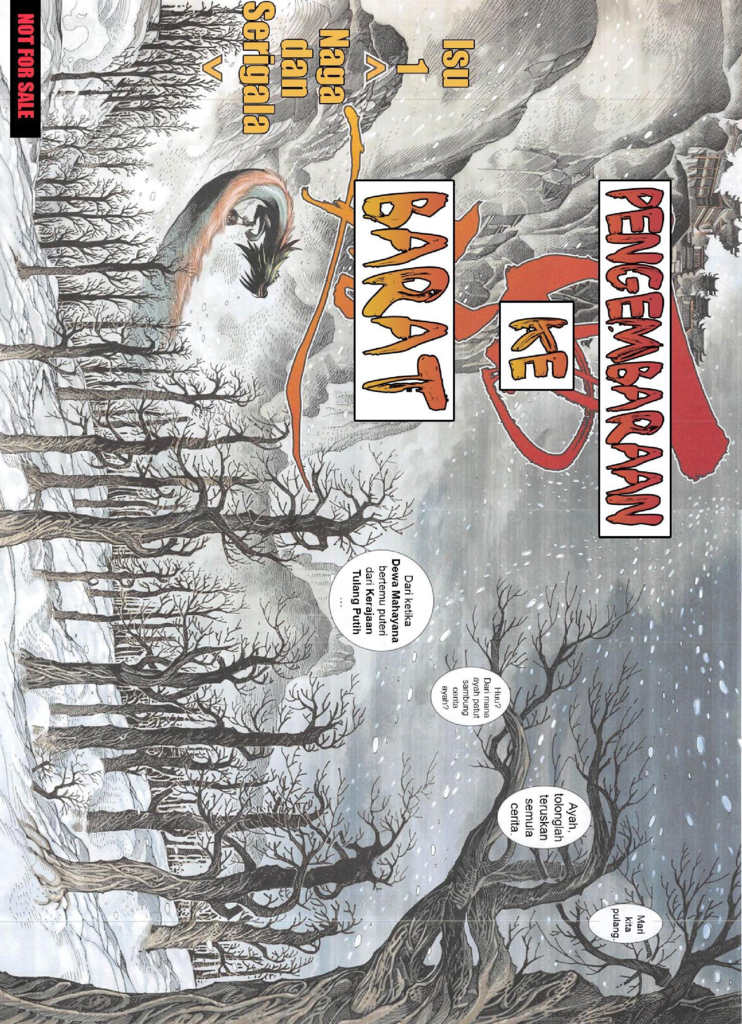 PENGEMBARAAN
KE
BARAT
Isu
1
<
Naga
dan
Serigala
>
Mari
kita
pulang.
Ayah,
tolonglah
teruskan
semula
cerita.
Huu?
Dari mana
ayah patut
sambung
cerita
ayah?
Dari ketika
Dewa Mahayana
bertemu puteri
dari Kerajaan
Tulang Putih
...
NOT FOR SALE